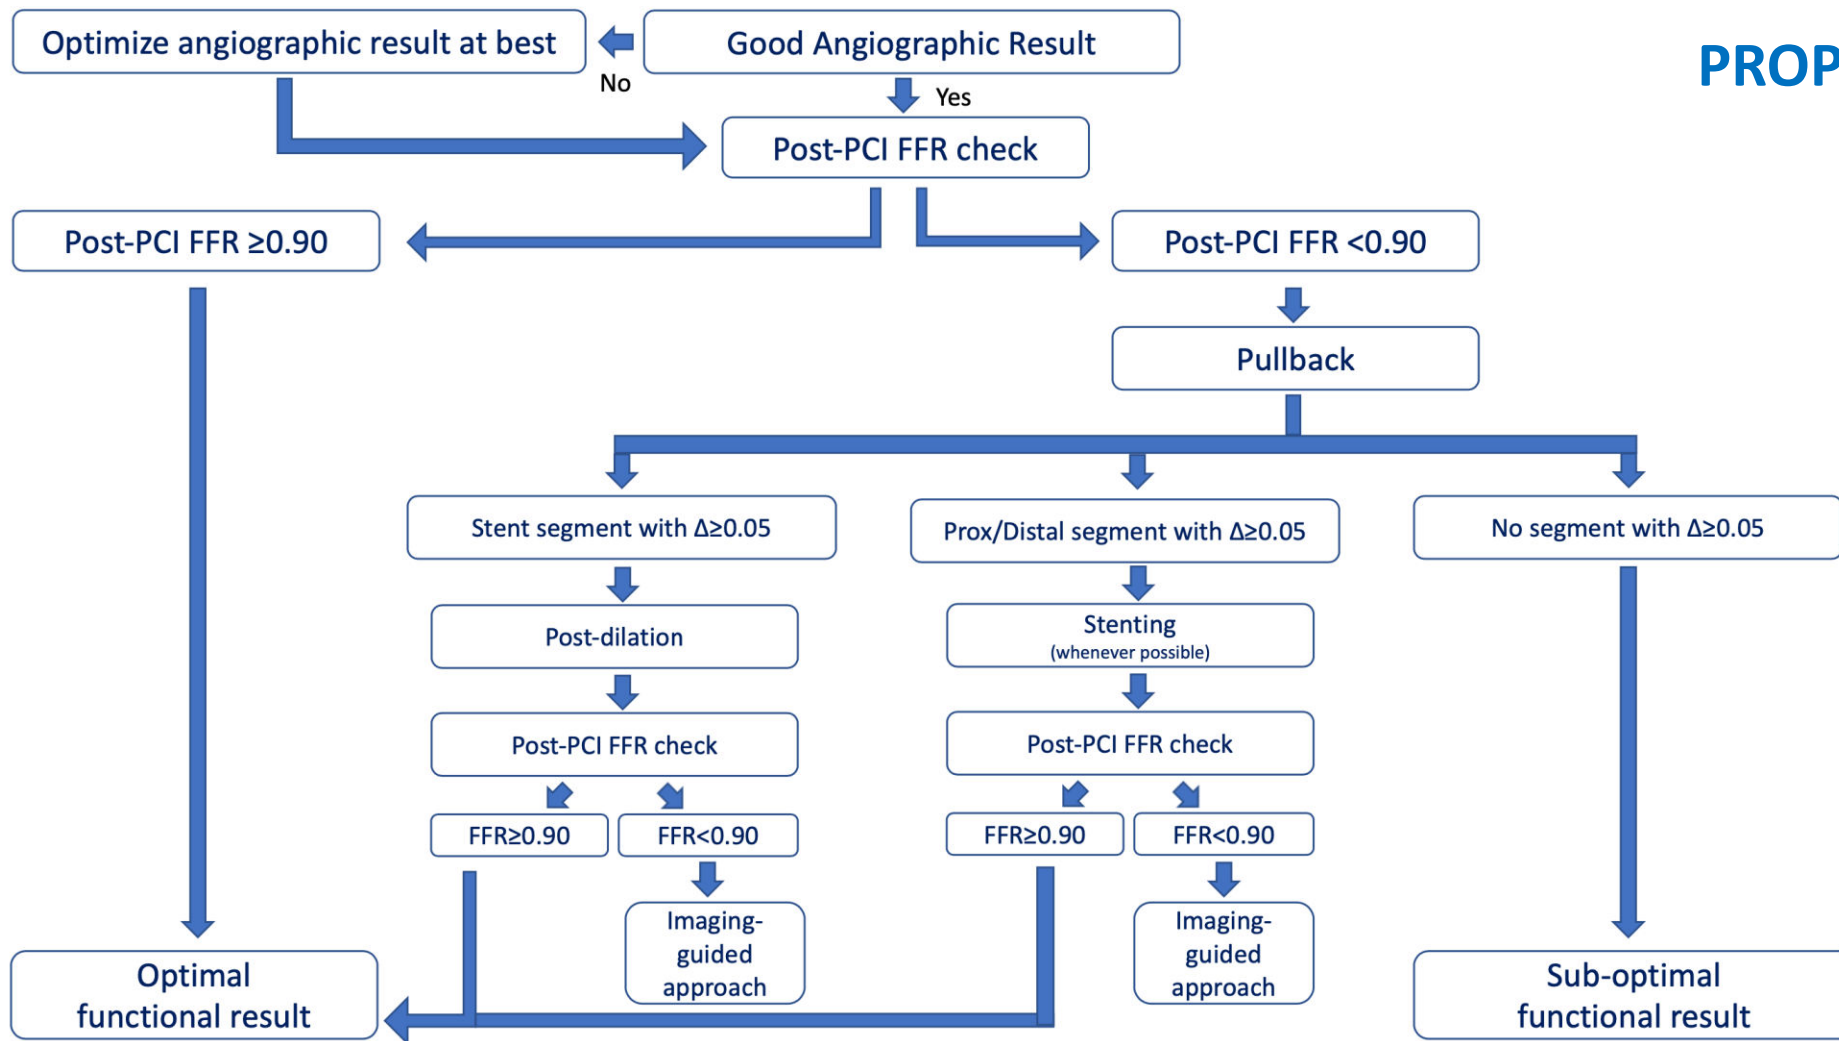 Optimize angiographic result at best
Good Angiographic Result
PROP
No
Yes
Post-PCI FFR check
Post-PCI FFR ≥0.90
Post-PCI FFR <0.90
Pullback
Stent segment with Δ≥0.05
Prox/Distal segment with Δ≥0.05
No segment with Δ≥0.05
Post-dilation
Stenting
(whenever possible)
Post-PCI FFR check
Post-PCI FFR check
FFR≥0.90
FFR<0.90
FFR≥0.90
FFR<0.90
Imaging-
guided
approach
Imaging-
guided
approach
Optimal
functional result
Sub-optimal
functional result